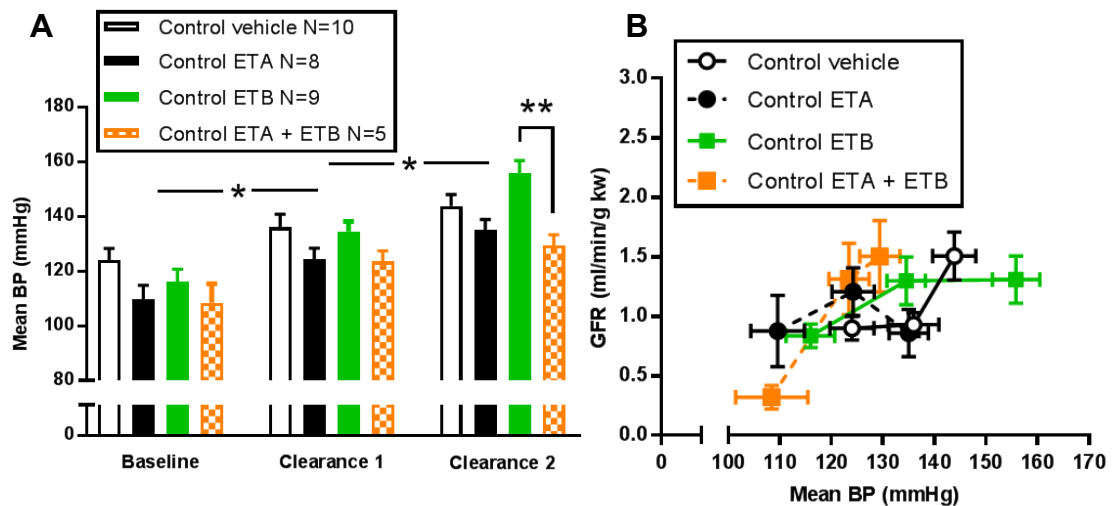 A
Control vehicle N=10
Control ETA N=8
Control ETB N=9
Control ETA + ETB N=5
Mean BP (mmHg)
180
160
140
120
100
80
0
*
*
**
Baseline
Clearance 1
Clearance 2
B
Control vehicle
Control ETA
Control ETB
Control ETA + ETB
GFR (ml/min/g kw)
3.0
2.5
2.0
1.5
1.0
0.5
0.0
0
100
110
120
130
140
150
160
170
Mean BP (mmHg)